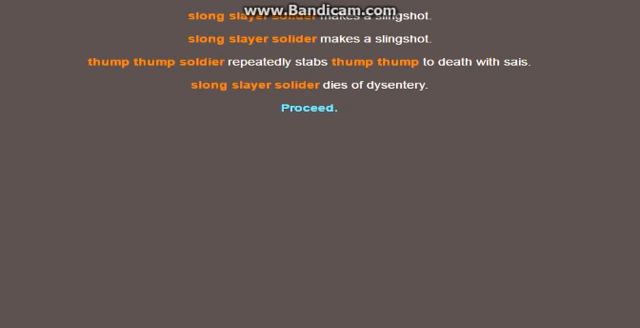 www.Bandicam.com
slong slayer solider makes a slingshot.
slong slayer solider makes a slingshot.
thump thump soldier repeatedly stabs thump thump to death with sais.
slong slayer solider dies of dysentery.
Proceed.